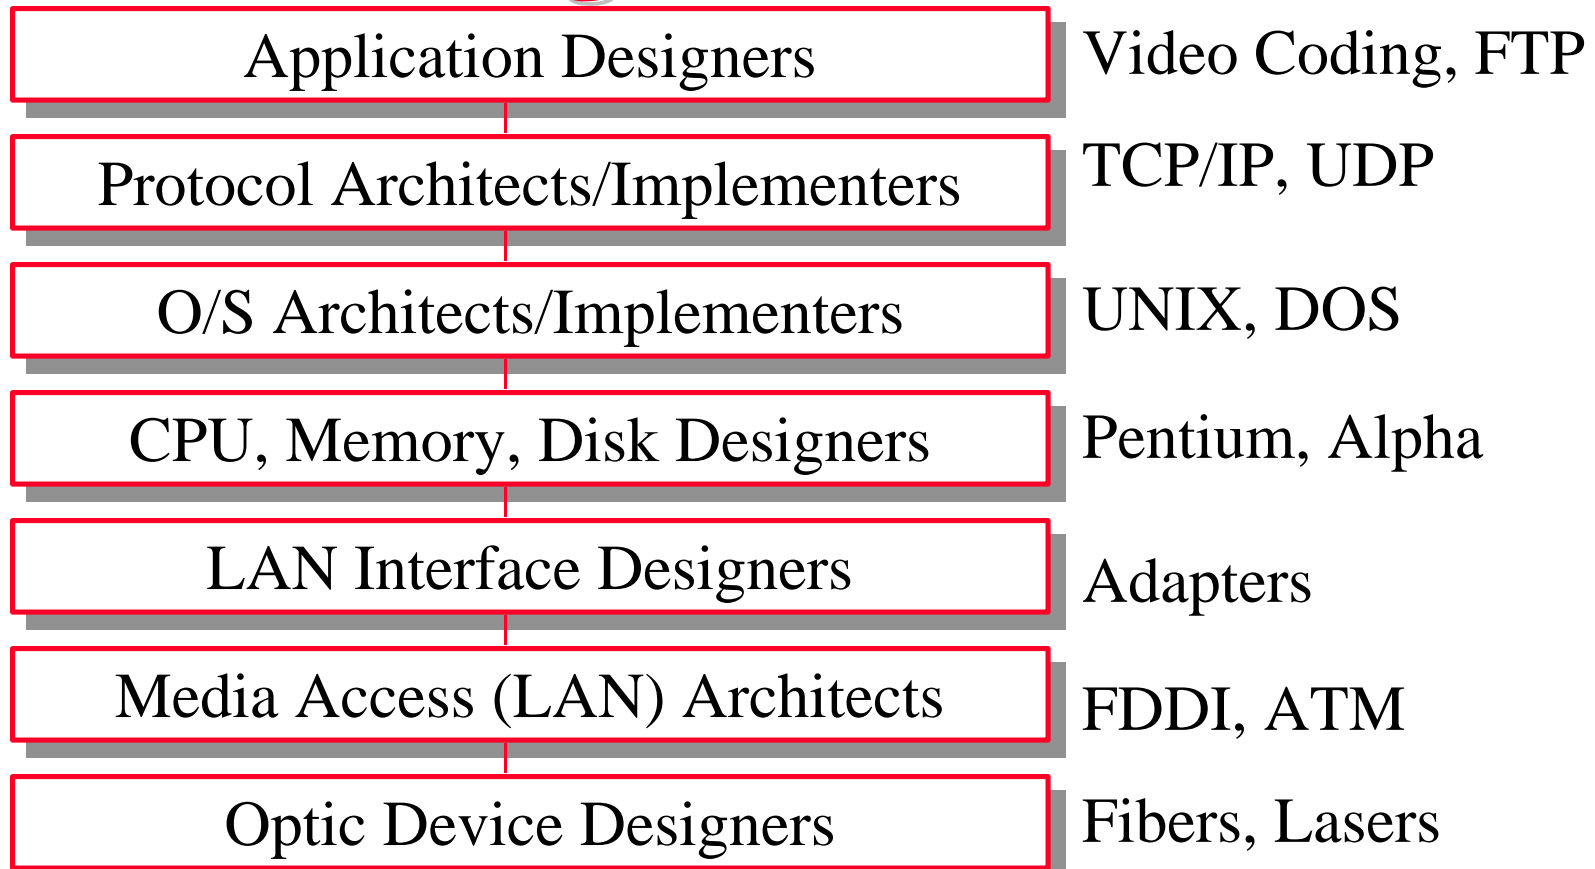 Application Designers Video Coding, FTP
Protocol Architects/Implementers TCP/IP, UDP
O/S Architects/Implementers UNIX, DOS
CPU, Memory, Disk Designers Pentium, Alpha
LAN Interface Designers Adapters
Media Access (LAN) Architects FDDI, ATM
Optic Device Designers Fibers, Lasers